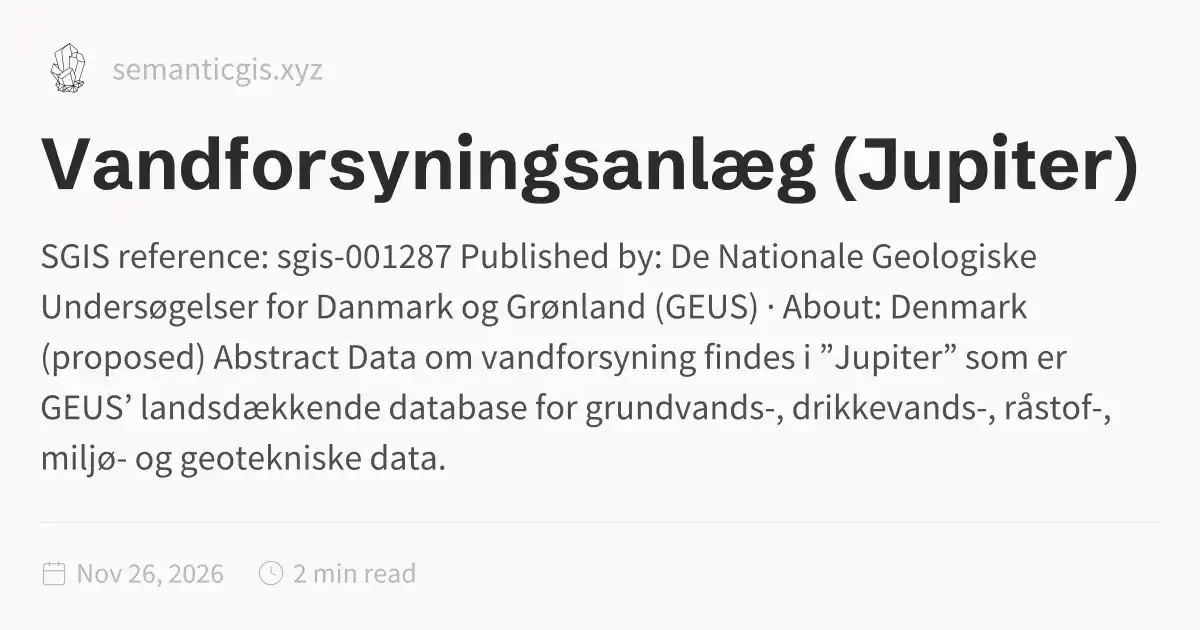 semanticgis.xyz
Vandforsyningsanlæg (Jupiter)
SGIS reference: sgis-001287 Published by: De Nationale Geologiske
Undersøgelser for Danmark og Grønland (GEUS) · About: Denmark
(proposed) Abstract Data om vandforsyning findes i ”Jupiter” som er
GEUS’ landsdækkende database for grundvands-, drikkevands-, råstof-,
miljø- og geotekniske data.
Nov 26, 2026 2 min read